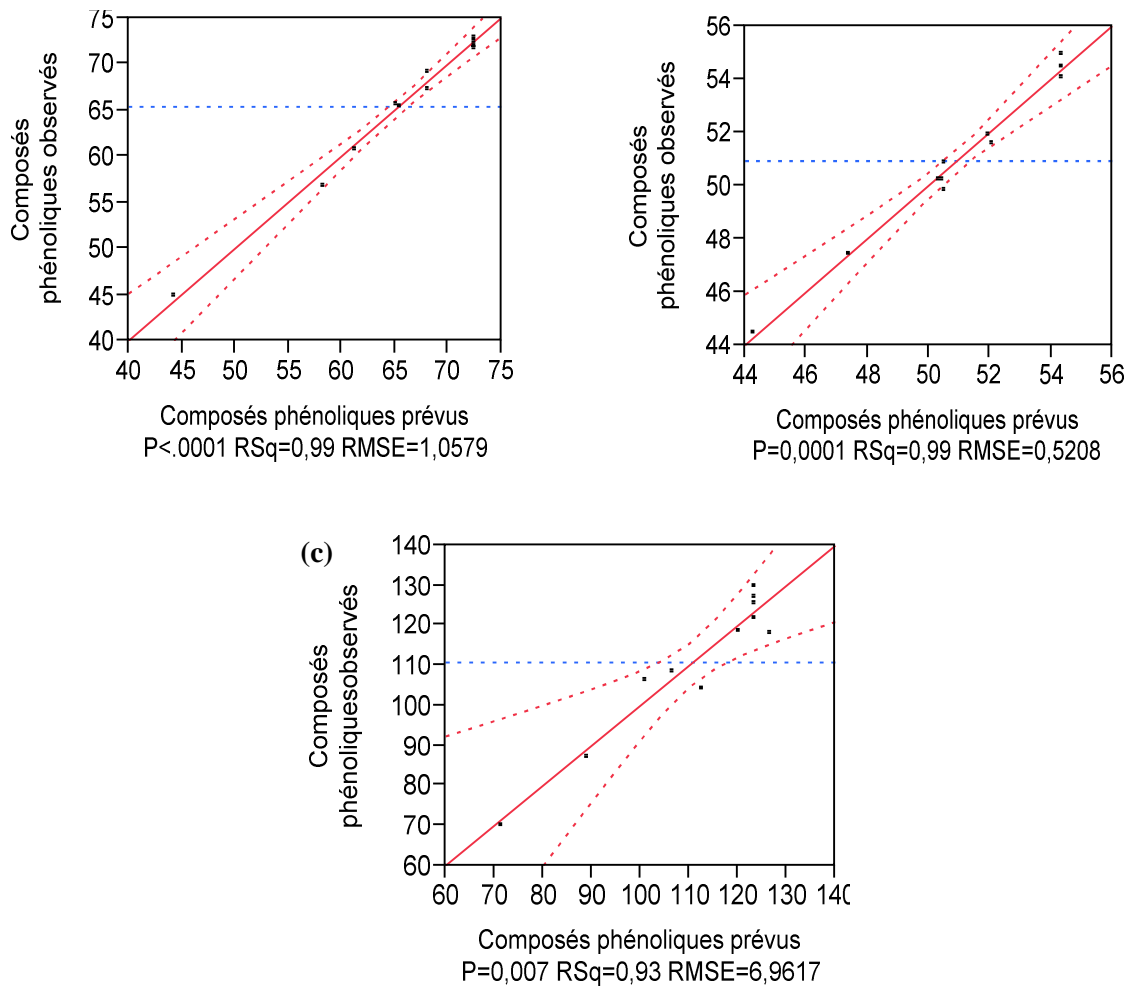 75
70
65
60
55
50
45
40
Composés
phénoliques observés
40 45 50 55 60 65 70 75
Composés phénoliques prévus
P<.0001 RSq=0,99 RMSE=1,0579
56
54
52
50
48
46
44
Composés
phénoliques observés
44 46 48 50 52 54 56
Composés phénoliques prévus
P=0,0001 RSq=0,99 RMSE=0,5208
(c)
140
130
120
110
100
90
80
70
60
Composés
phénoliquesobservés
60 70 80 90 100 110 120 130 140
Composés phénoliques prévus
P=0,007 RSq=0,93 RMSE=6,9617